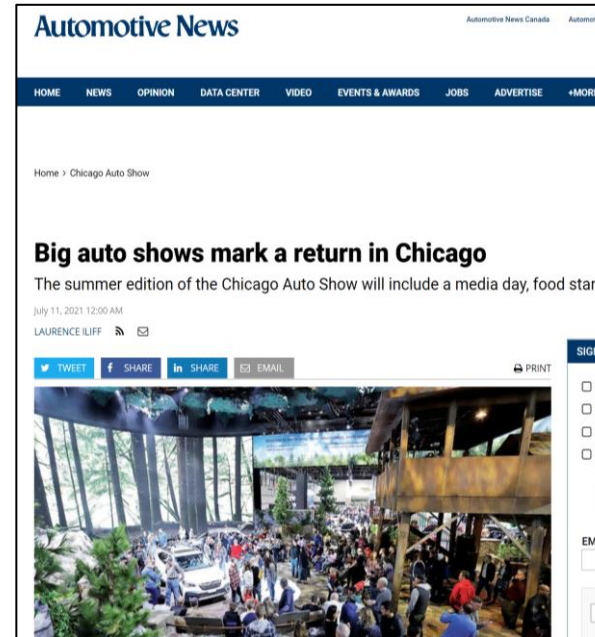 Automotive News
Automotive News Canada
HOME NEWS OPINION DATA CENTER VIDEO EVENTS & AWARDS JOBS ADVERTISE
Home > Chicago Auto Show
Big auto shows mark a return in Chicago
The summer edition of the Chicago Auto Show will include a media day, food
July 11, 2021 12:00 AM
LAURENCE ILIFF
TWEET SHARE SHARE EMAIL PRINT